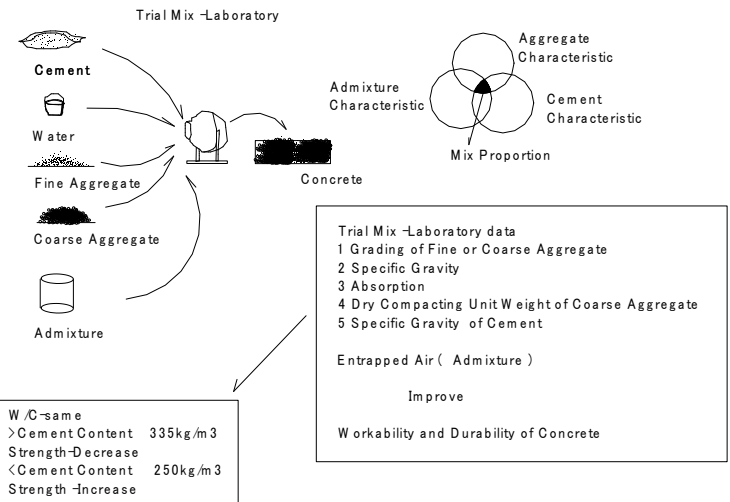 Trial Mix -Laboratory
Cement
Water
Fine Aggregate
Coarse Aggregate
Admixture
Concrete
Aggregate
Characteristic
Admixture
Characteristic
Cement
Characteristic
Mix Proportion
Trial Mix -Laboratory data
1 Grading of Fine or Coarse Aggregate
2 Specific Gravity
3 Absorption
4 Dry Compacting Unit Weight of Coarse Aggregate
5 Specific Gravity of Cement
Entrapped Air ( Admixture )
Improve
Workability and Durability of Concrete
W/C-same
>Cement Content 335kg/m3
Strength-Decrease
<Cement Content 250kg/m3
Strength -Increase